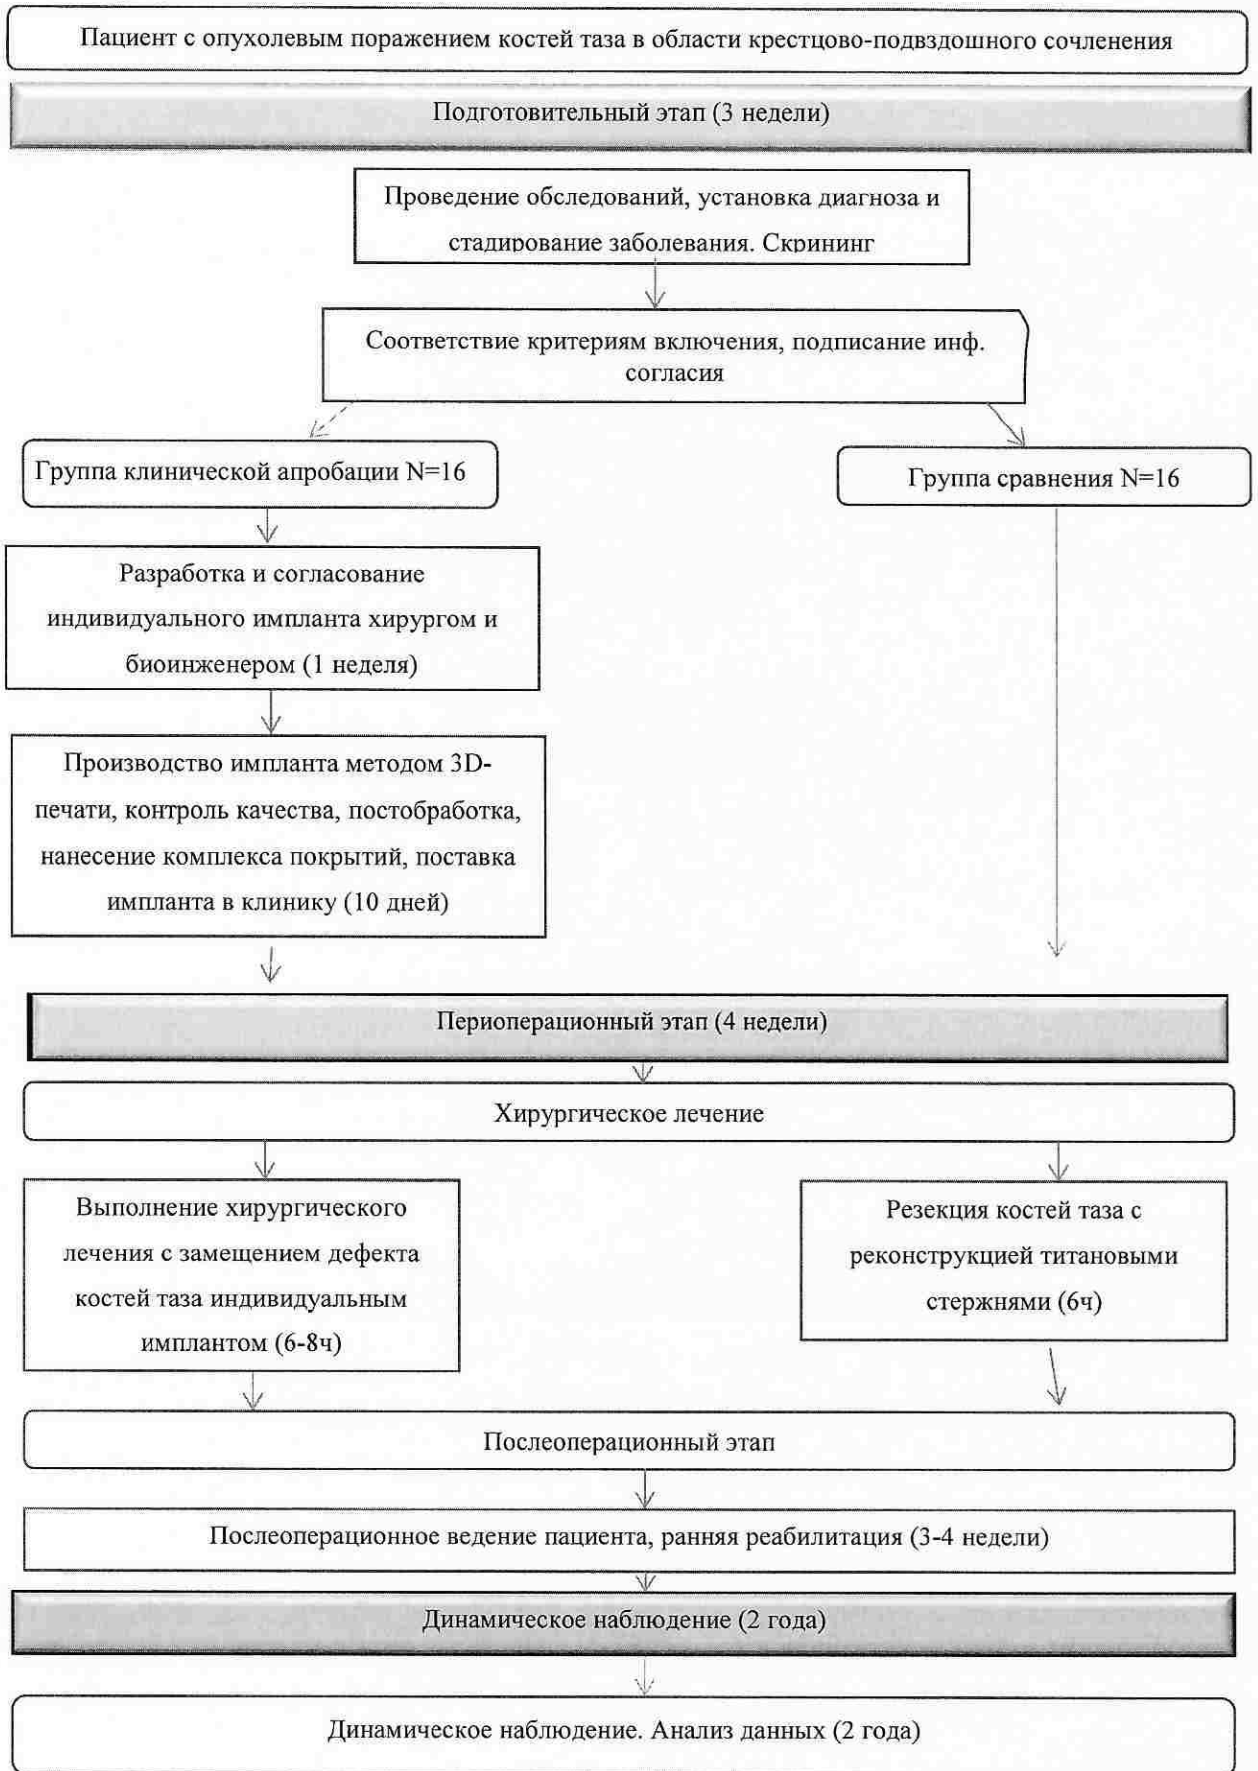 Пациент с опухолевым поражением костей таза в области крестцово-подвздошного сочленения
Подготовительный этап (3 недели)
Проведение обследований, установка диагноза и
стадирование заболевания. Скрининг
Соответствие критериям включения, подписание инф.
согласия
Группа клинической апробации N=16
Группа сравнения N=16
Разработка и согласование
индивидуального импланта хирургом и
биоинженером (1 неделя)
Производство импланта методом 3D-
печати, контроль качества, постобработка,
нанесение комплекса покрытий, поставка
импланта в клинику (10 дней)
Периоперационный этап (4 недели)
Хирургическое лечение
Выполнение хирургического
лечения с замещением дефекта
костей таза индивидуальным
имплантом (6-8ч)
Резекция костей таза с
реконструкцией титановыми
стержнями (6ч)
Послеоперационный этап
Послеоперационное ведение пациента, ранняя реабилитация (3-4 недели)
Динамическое наблюдение (2 года)
Динамическое наблюдение. Анализ данных (2 года)